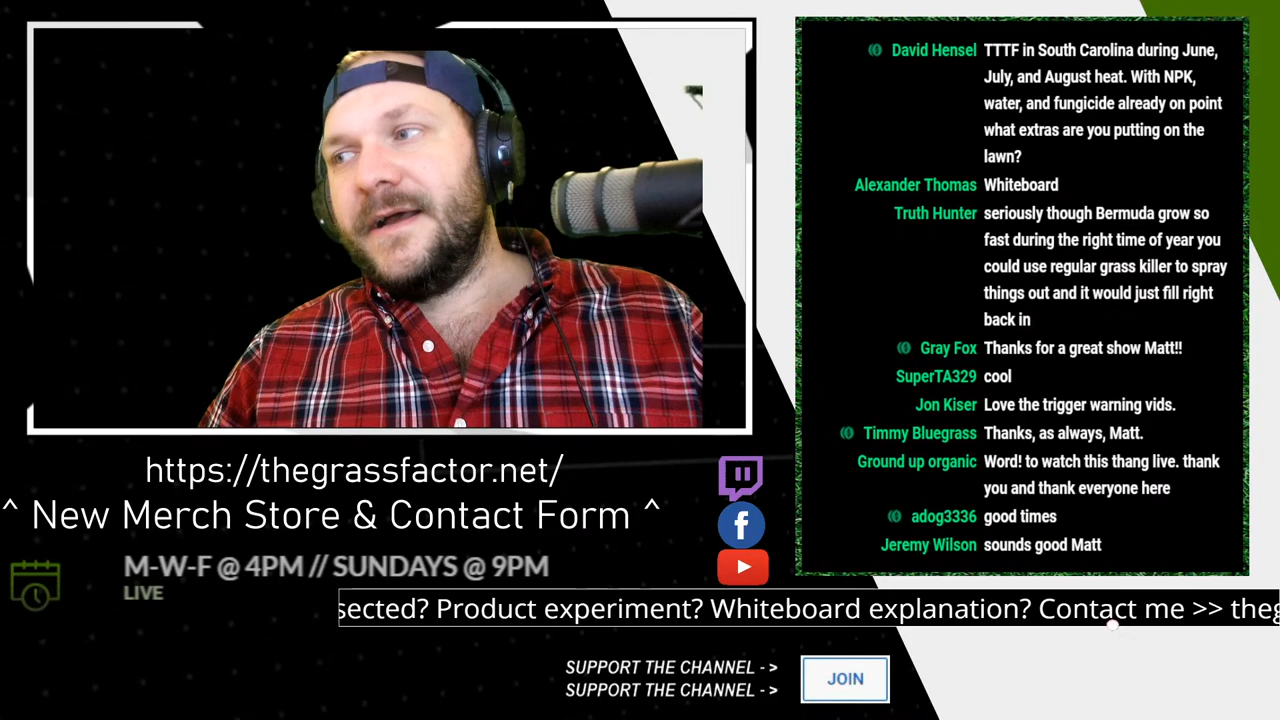 David Hensel TTTF in South Carolina during June,
July, and August heat. With NPK,
water, and fungicide already on point
what extras are you putting on the
lawn?
Alexander Thomas Whiteboard
Truth Hunter seriously though Bermuda grow so
fast during the right time of year you
could use regular grass killer to spray
things out and it would just fill right
back in
Gray Fox Thanks for a great show Matt!!
SuperTA329 cool
Jon Kiser Love the trigger warning vids.
Timmy Bluegrass Thanks, as always, Matt.
Ground up organic Word! to watch this thang live. thank
you and thank everyone here
adog3336 good times
Jeremy Wilson sounds good Matt
https://thegrassfactor.net/
^ New Merch Store & Contact Form ^
M-W-F @ 4PM // SUNDAYS @ 9PM
LIVE
sected? Product experiment? Whiteboard explanation? Contact me >> theg
SUPPORT THE CHANNEL - >
SUPPORT THE CHANNEL - >
JOIN